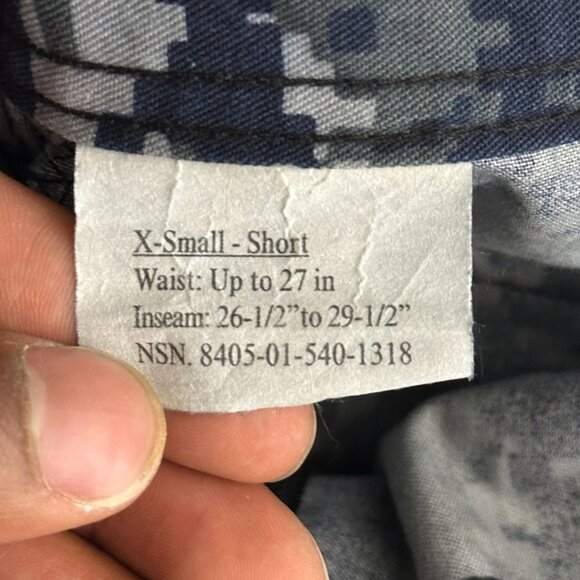 X-Small - Short
Waist: Up to 27 in
Inseam: 26-1/2” to 29-1/2”
NSN. 8405-01-540-1318